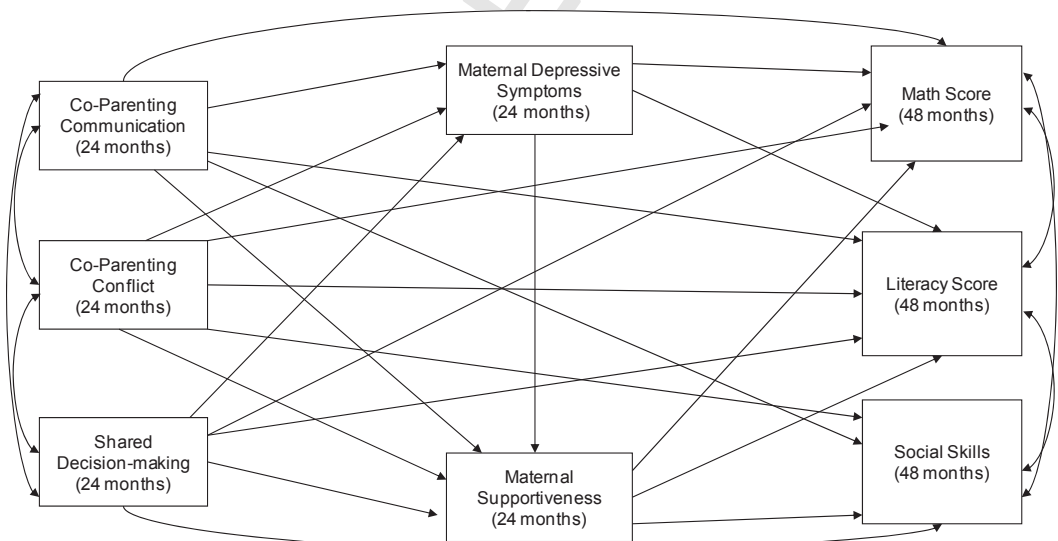 Co-Parenting
Communication
(24 months)
Maternal Depressive
Symptoms
(24 months)
Math Score
(48 months)
Co-Parenting
Conflict
(24 months)
Literacy Score
(48 months)
Shared
Decision-making
(24 months)
Maternal
Supportiveness
(24 months)
Social Skills
(48 months)